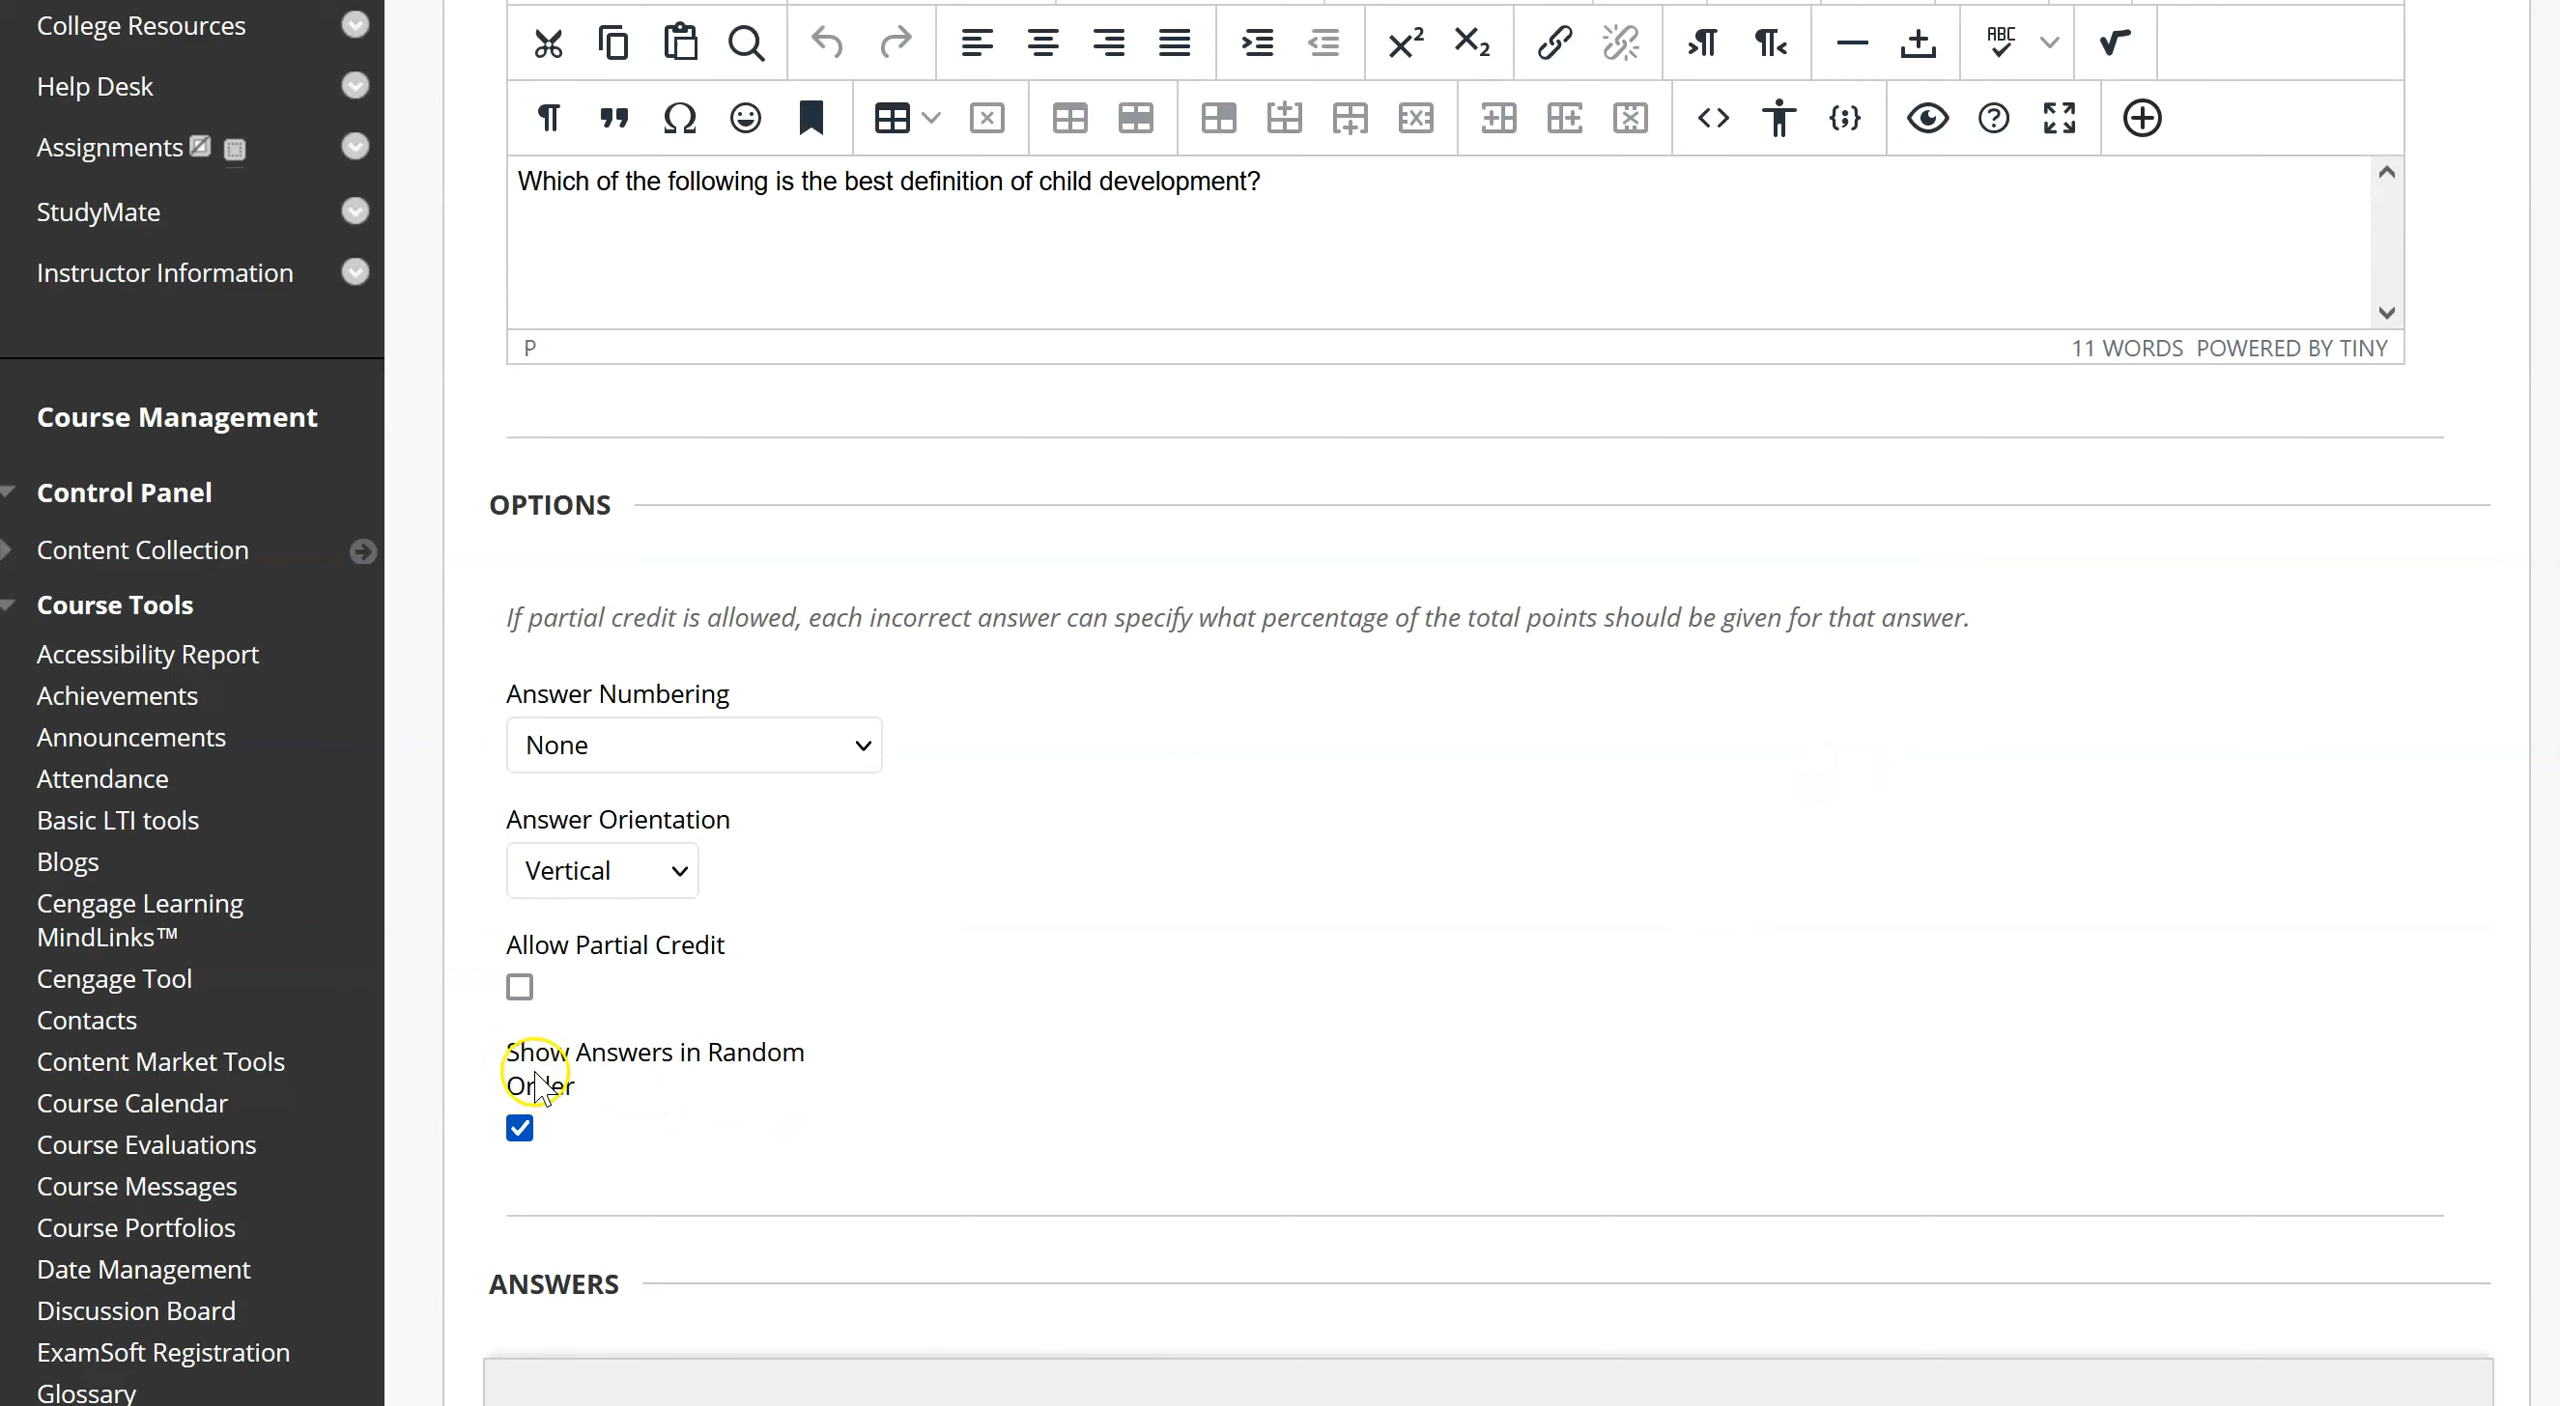 College Resources
Help Desk
Assignments
StudyMate
Instructor Information
Course Management
Control Panel
Content Collection
Course Tools
Accessibility Report
Achievements
Announcements
Attendance
Basic LTI tools
Blogs
Cengage Learning
MindLinks™
Cengage Tool
Contacts
Content Market Tools
Course Calendar
Course Evaluations
Course Messages
Course Portfolios
Date Management
Discussion Board
ExamSoft Registration
Glossary
X² X₂ ABC
Which of the following is the best definition of child development?
P 11 WORDS POWERED BY TINY
OPTIONS
If partial credit is allowed, each incorrect answer can specify what percentage of the total points should be given for that answer.
Answer Numbering
None
Answer Orientation
Vertical
Allow Partial Credit
Show Answers in Random
Order
ANSWERS